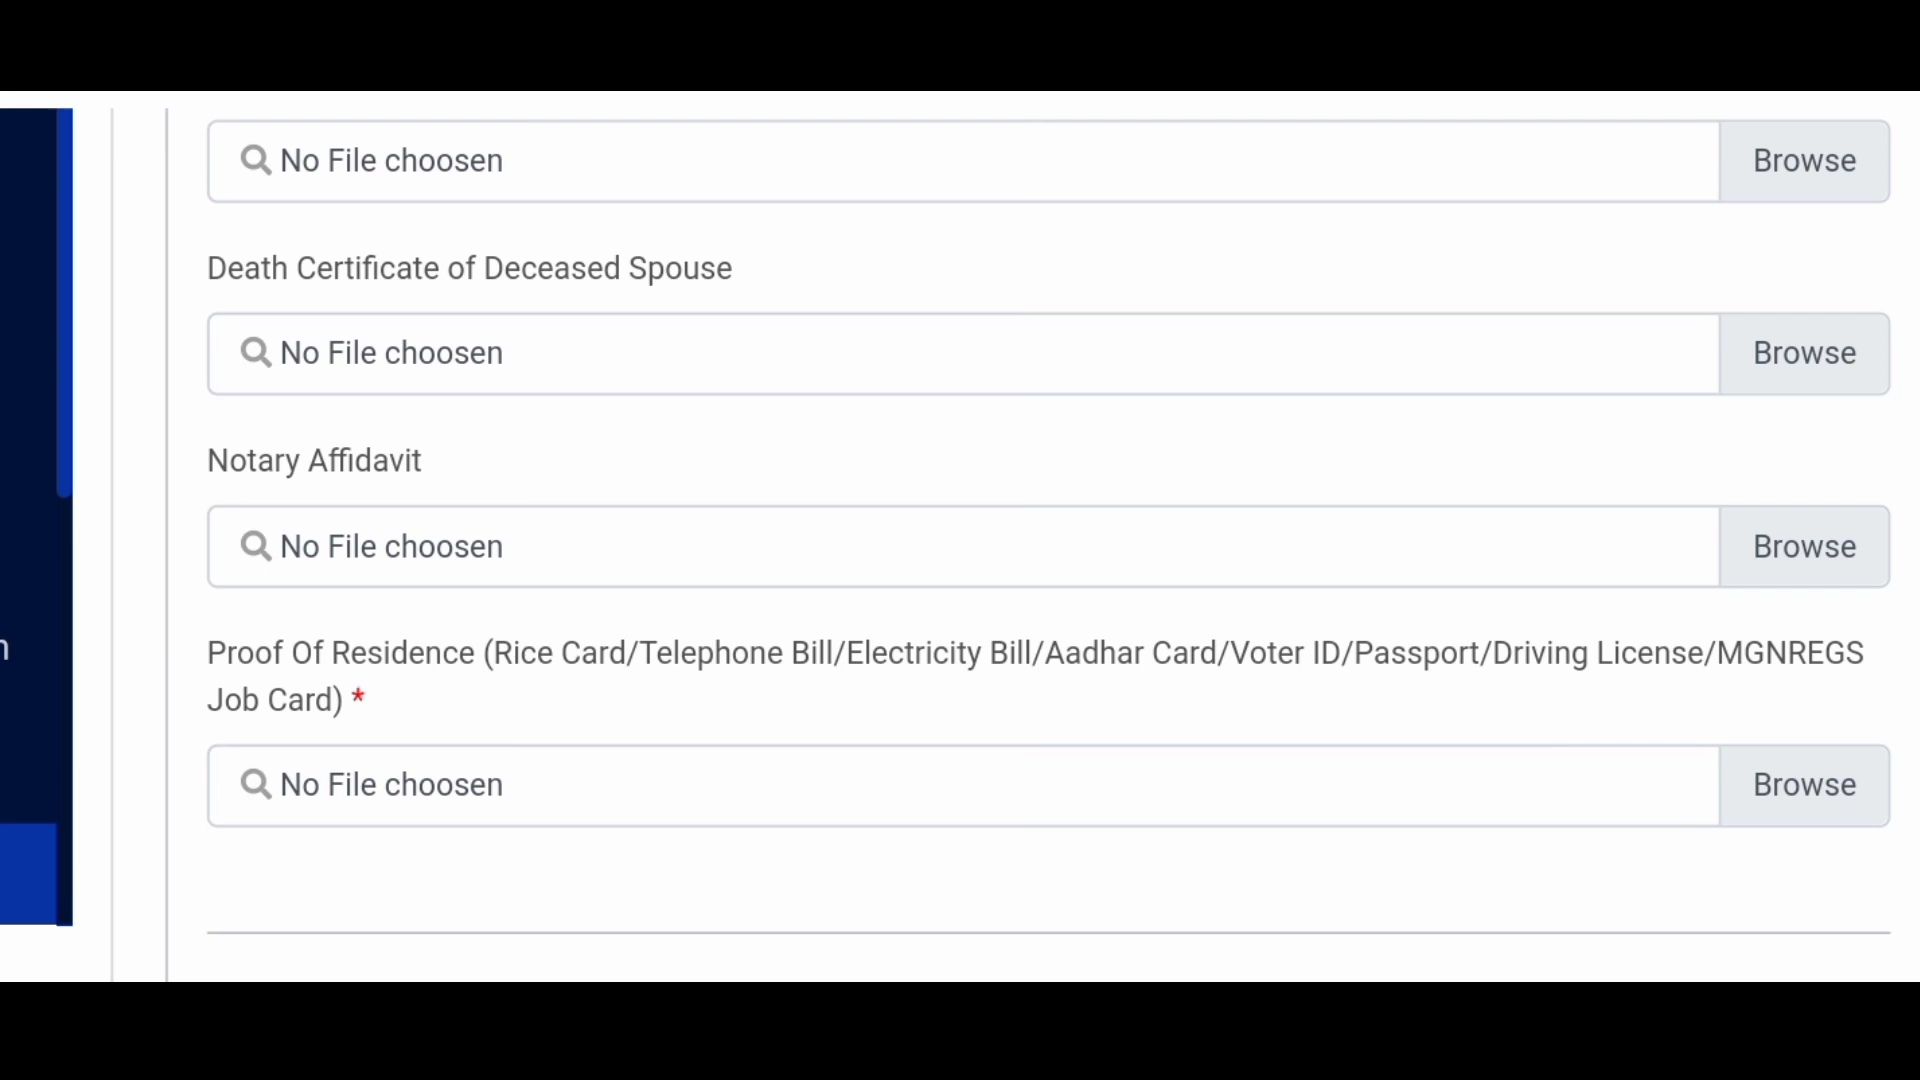 No File choosen Browse
Death Certificate of Deceased Spouse
No File choosen Browse
Notary Affidavit
No File choosen Browse
Proof Of Residence (Rice Card/Telephone Bill/Electricity Bill/Aadhar Card/Voter ID/Passport/Driving License/MGNREGS
Job Card) *
No File choosen Browse